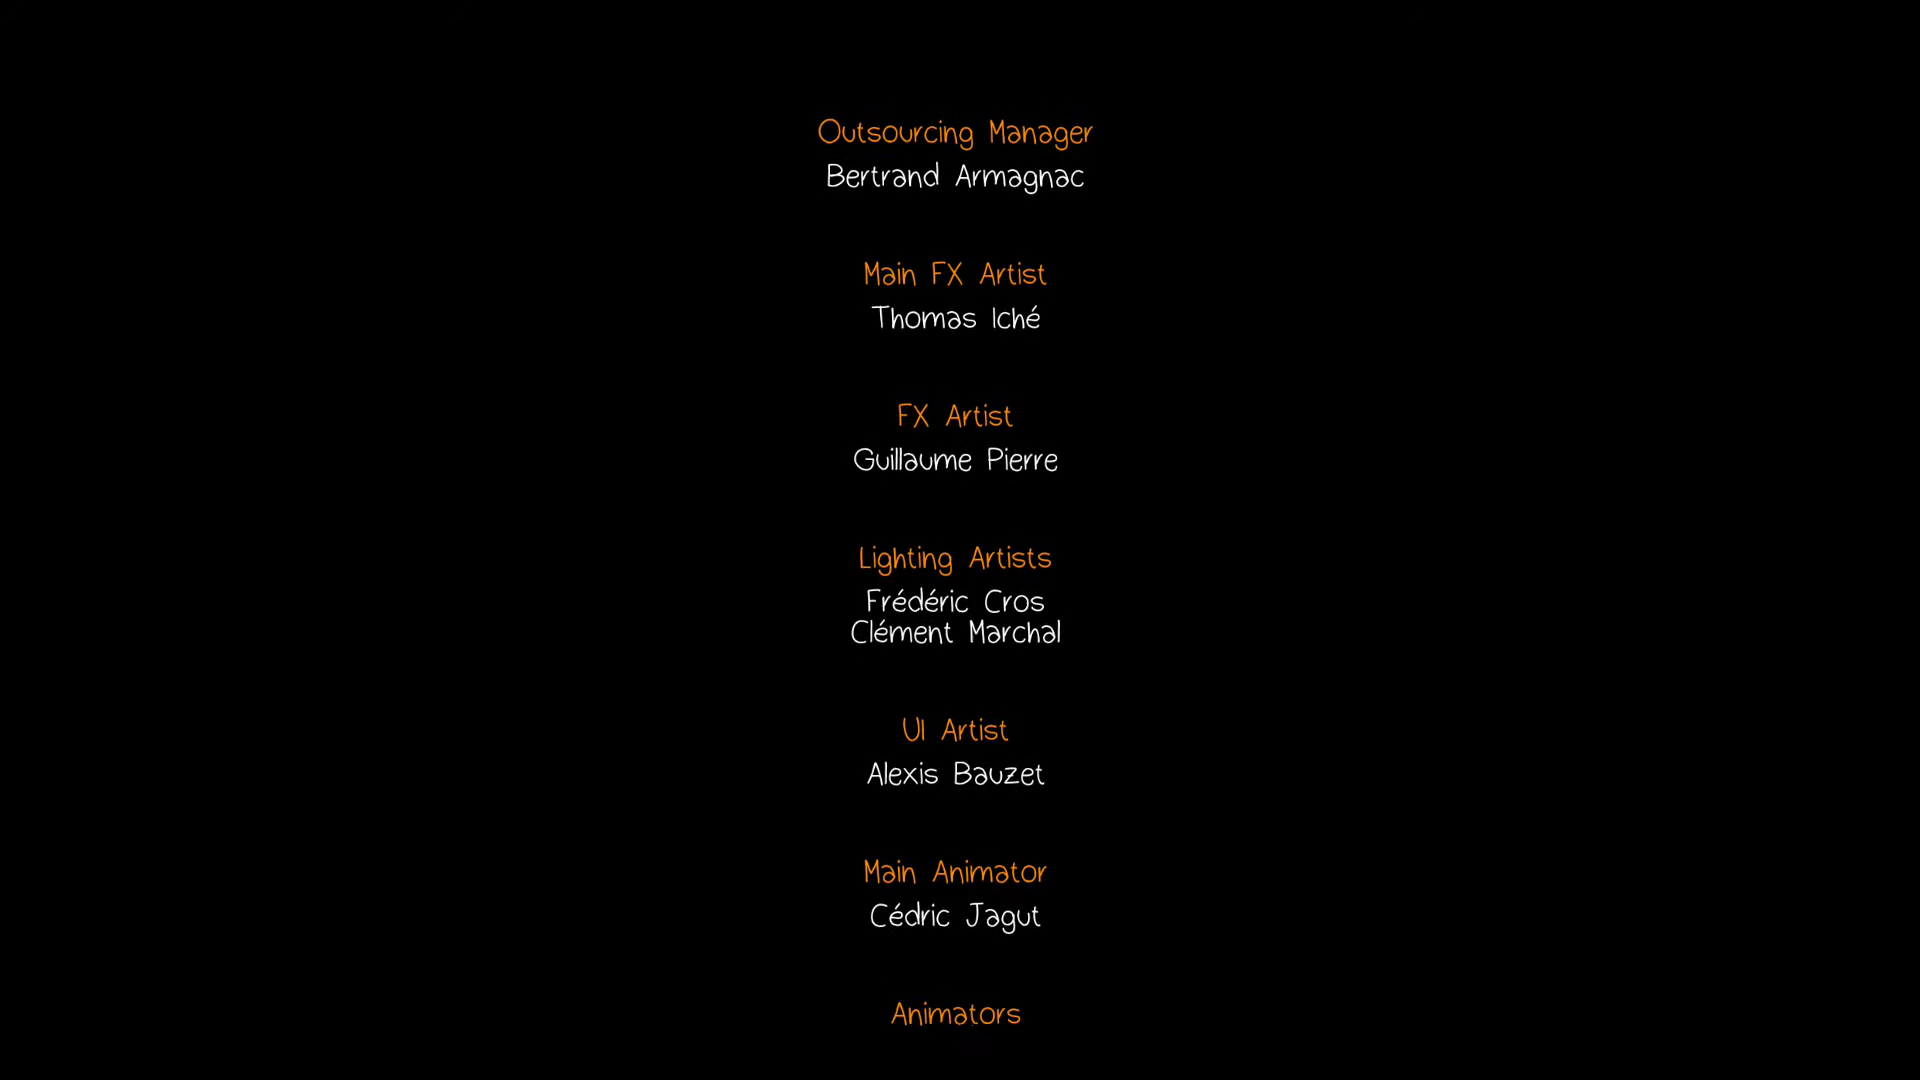 Outsourcing Manager
Bertrand Armagnac
Main FX Artist
Thomas Iché
FX Artist
Guillaume Pierre
Lighting Artists
Frédéric Cros
Clément Marchal
UI Artist
Alexis Bauzet
Main Animator
Cédric Jagut
Animators